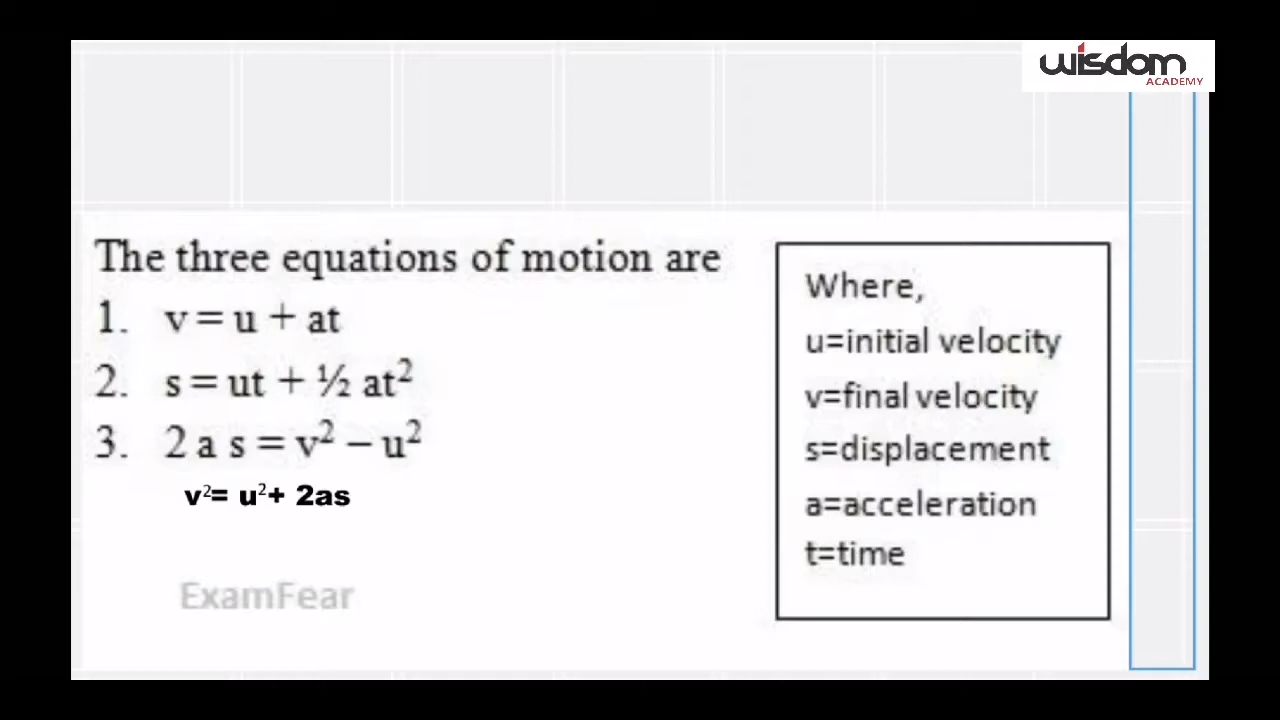 wisdom
ACADEMY
The three equations of motion are
1. v = u + at
2. s = ut + ½ at²
3. 2 a s = v² – u²
v²= u²+ 2as
ExamFear
Where,
u=initial velocity
v=final velocity
s=displacement
a=acceleration
t=time